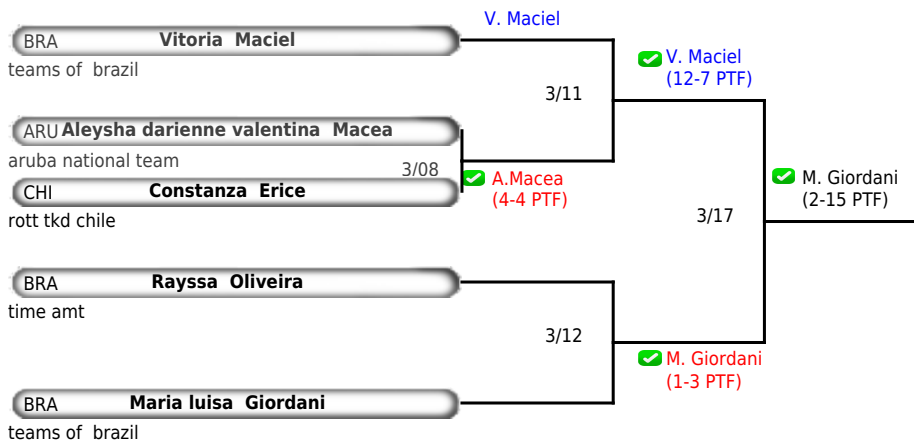 V. Maciel
BRA Vitoria Maciel
teams of brazil
V. Maciel
(12-7 PTF)
3/11
ARU Aleysha darienne valentina Macea
aruba national team
3/08
A.Macea
(4-4 PTF)
CHI Constanza Erice
rott tkd chile
M. Giordani
(2-15 PTF)
3/17
BRA Rayssa Oliveira
time amt
3/12
M. Giordani
(1-3 PTF)
BRA Maria luisa Giordani
teams of brazil